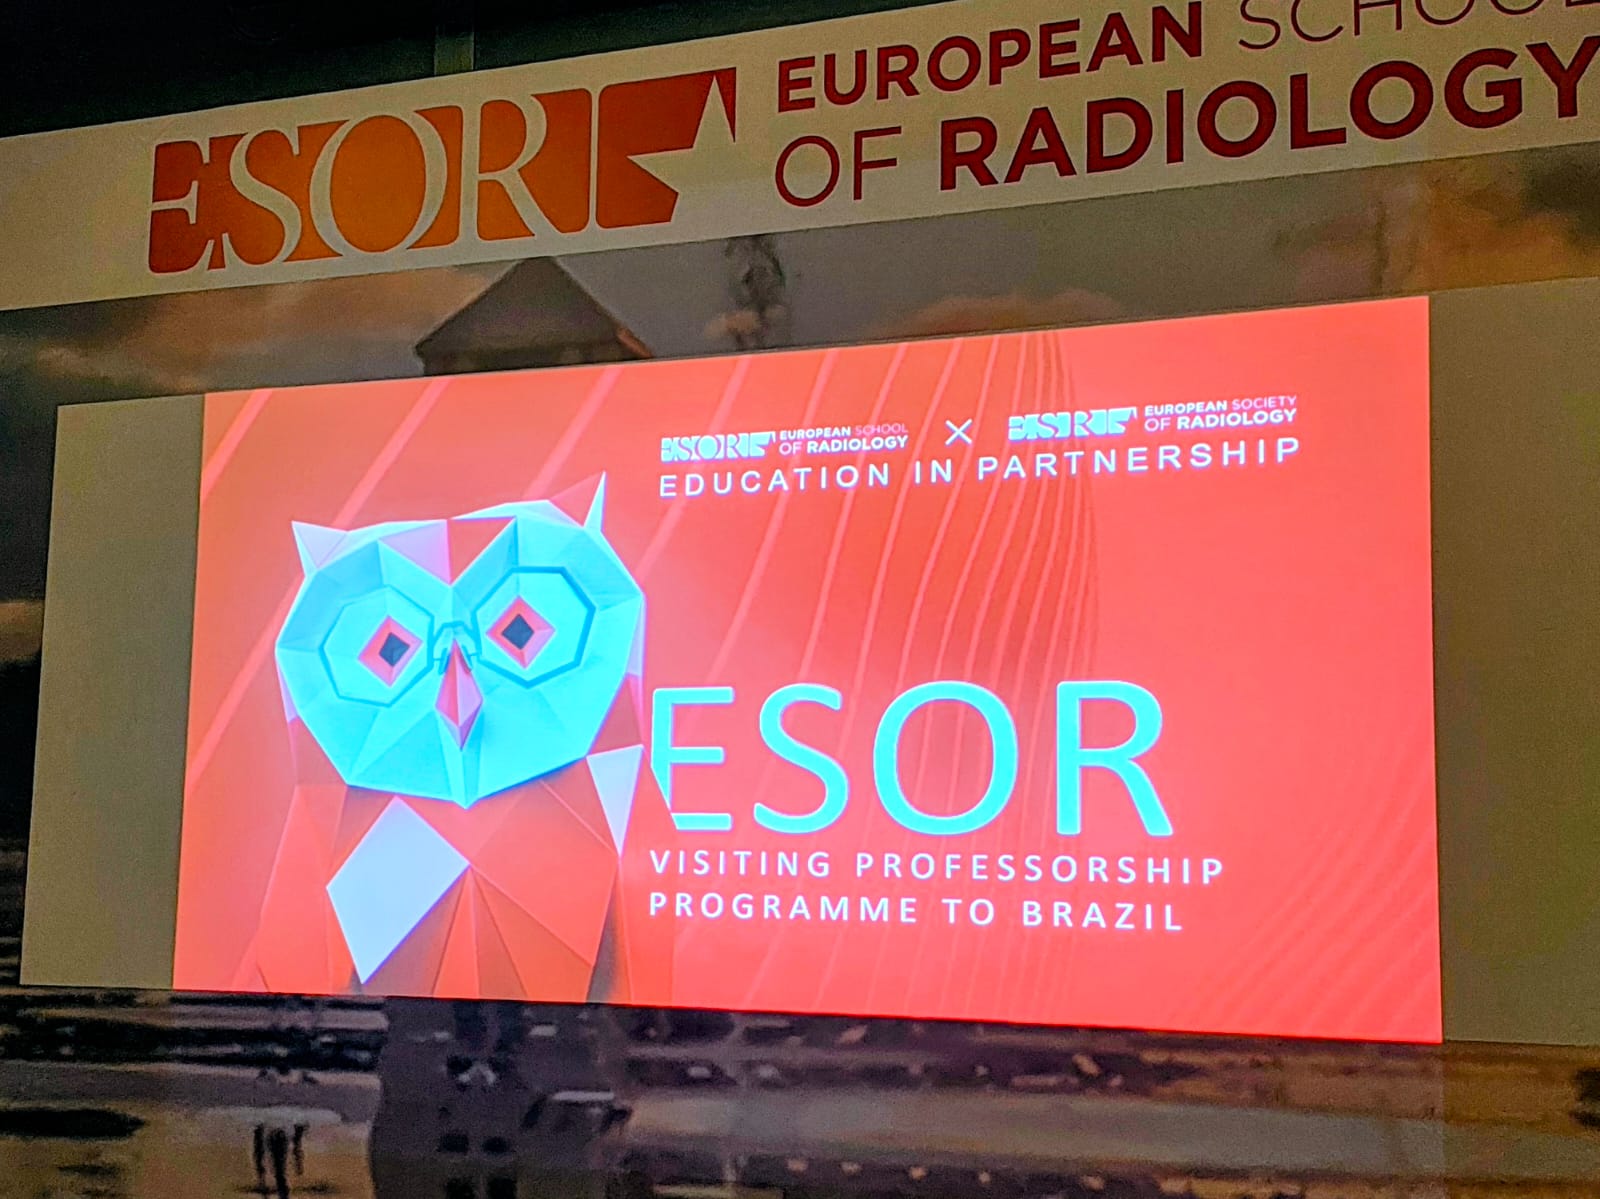 ESOR EUROPEAN SCHOOL
OF RADIOLOGY
ESOR EUROPEAN SCHOOL
OF RADIOLOGY
×
ESR EUROPEAN SOCIETY
OF RADIOLOGY
EDUCATION IN PARTNERSHIP
ESOR
VISITING PROFESSORSHIP
PROGRAMME TO BRAZIL